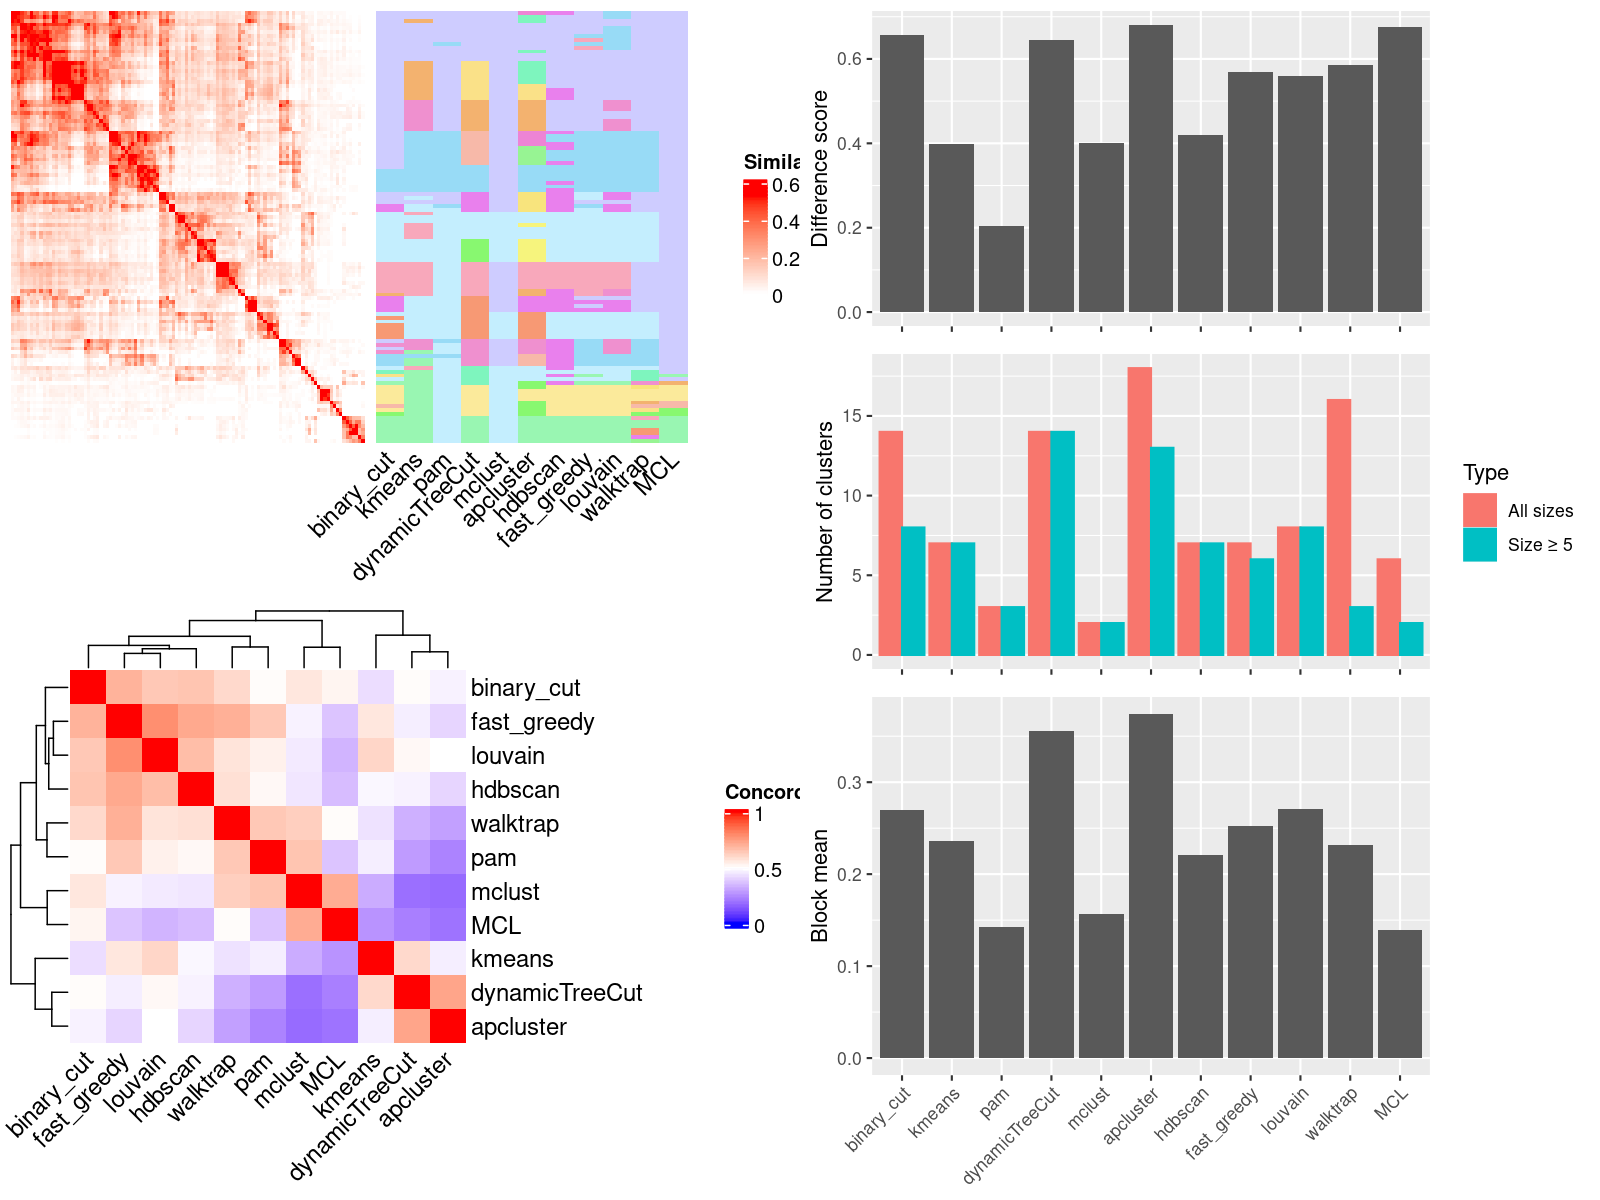 Simila
0.6
0.4
0.2
0
binary_cut
kmeans
pam
dynamicTreeCut
mclust
apcluster
hdbscan
fast_greedy
louvain
walktrap
MCL
binary_cut
fast_greedy
louvain
hdbscan
walktrap
pam
mclust
MCL
kmeans
dynamicTreeCut
apcluster
binary_cut
fast_greedy
louvain
hdbscan
walktrap
pam
mclust
MCL
kmeans
dynamicTreeCut
apcluster
Concord
1
0.5
0
Difference score
0.6
0.4
0.2
0.0
Number of clusters
15
10
5
0
Type
All sizes
Size ≥ 5
Block mean
0.3
0.2
0.1
0.0
binary_cut
kmeans
pam
dynamicTreeCut
mclust
apcluster
hdbscan
fast_greedy
louvain
walktrap
MCL